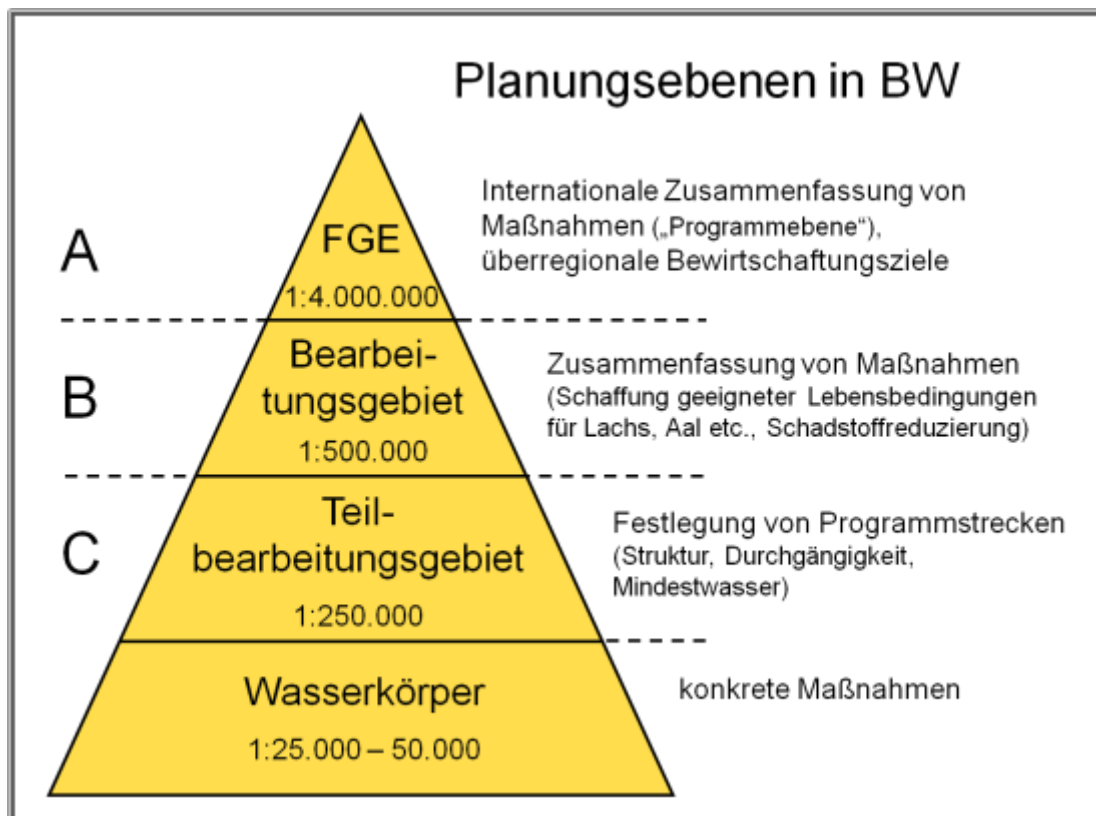 Planungsebenen in BW
A
FGE
1:4.000.000
Internationale Zusammenfassung von
Maßnahmen („Programmebene“),
überregionale Bewirtschaftungsziele
B
Bearbei-
tungsgebiet
1:500.000
Zusammenfassung von Maßnahmen
(Schaffung geeigneter Lebensbedingungen
für Lachs, Aal etc., Schadstoffreduzierung)
C
Teil-
bearbeitungsgebiet
1:250.000
Festlegung von Programmstrecken
(Struktur, Durchgängigkeit,
Mindestwasser)
Wasserkörper
1:25.000 – 50.000
konkrete Maßnahmen